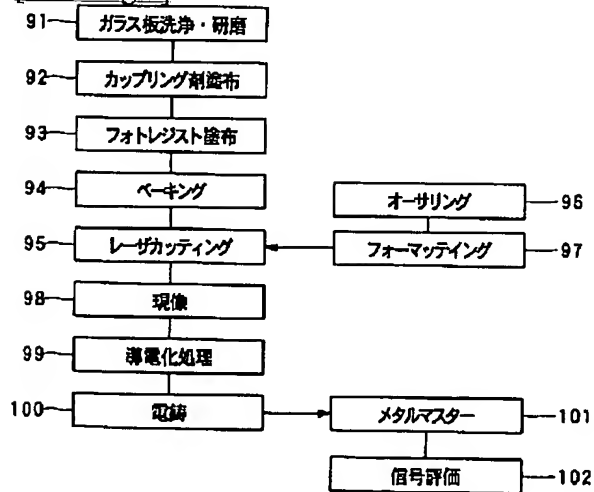 91 ガラス板洗浄・研磨
92 カップリング剤塗布
93 フォトレジスト塗布
94 ベーキング
オーサリング 96
95 レーザカッティング
フォーマッテイング 97
98 現像
99 導電化処理
100 電鋳
メタルマスター 101
信号評価 102